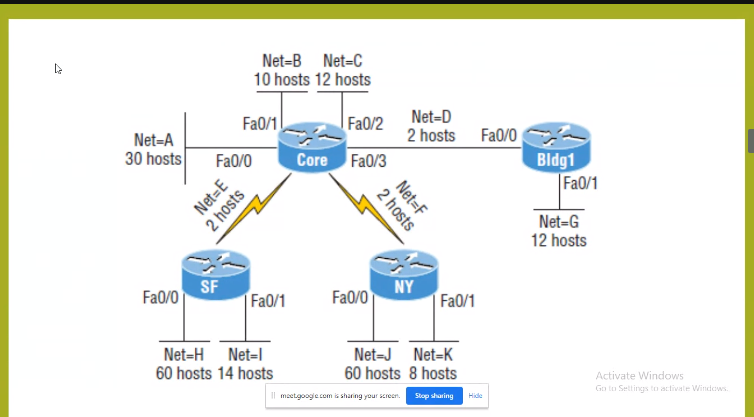 Net=B Net=C
10 hosts 12 hosts
Fa0/1 Fa0/2
Net=D
2 hosts
Fa0/0
Net=A
30 hosts
Fa0/0
Core
Fa0/3
Bldg1
Fa0/1
Net=E
2 hosts
Net=F
2 hosts
Net=G
12 hosts
SF
NY
Fa0/0 Fa0/1
Fa0/0 Fa0/1
Net=H Net=I
60 hosts 14 hosts
Net=J Net=K
60 hosts 8 hosts
Activate Windows
Go to Settings to activate Windows.
meet.google.com is sharing your screen.
Stop sharing
Hide